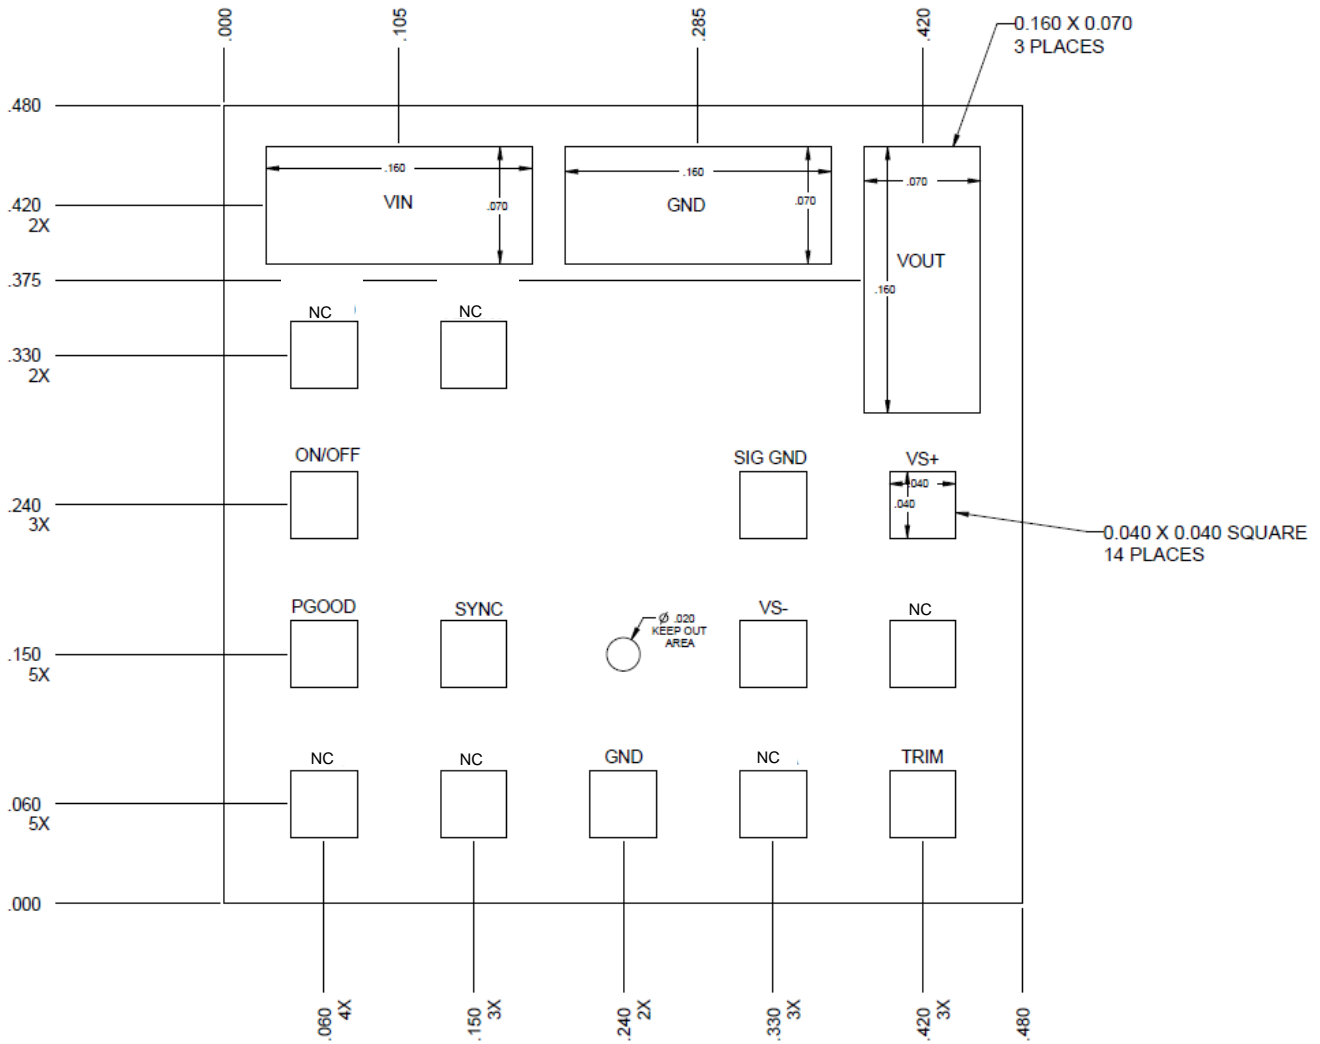 .000
.105
.285
.420
0.160 X 0.070
3 PLACES
.480
.160
.160
.070
VIN
.070
GND
.070
.420
2X
VOUT
.375
.160
NC
NC
.330
2X
ON/OFF
SIG GND
VS+
.040
.040
.240
3X
0.040 X 0.040 SQUARE
14 PLACES
PGOOD
SYNC
Ø .020
KEEP OUT
AREA
VS-
NC
.150
5X
NC
NC
GND
NC
TRIM
.060
5X
.000
.060 4X
.150 3X
.240 2X
.330 3X
.420 3X
.480